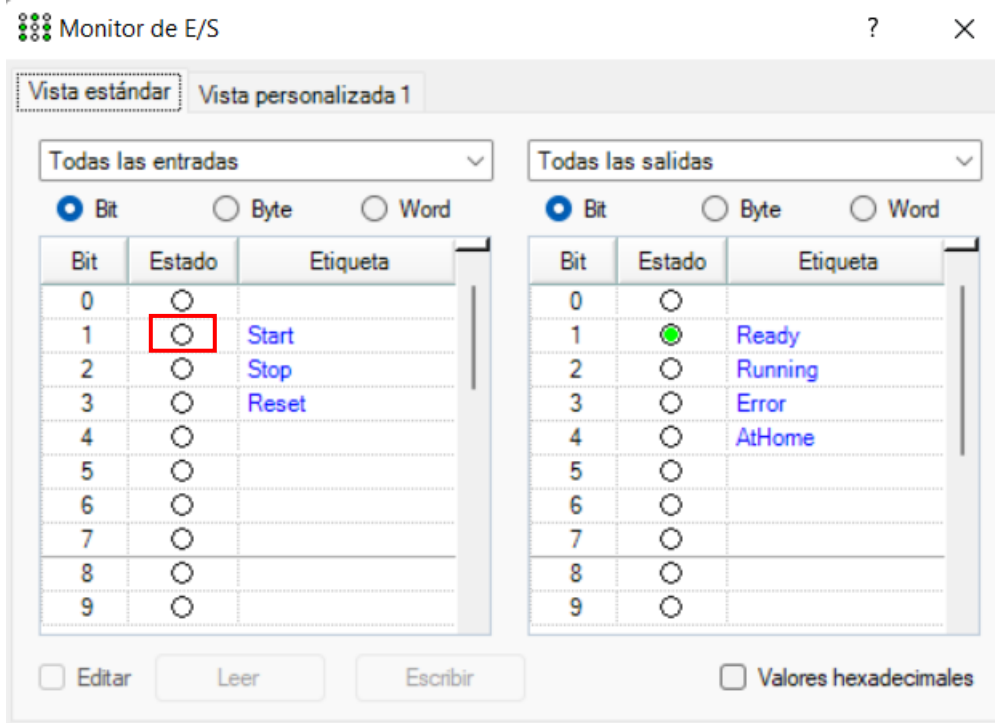 Monitor de E/S ?
Vista estándar Vista personalizada 1
Todas las entradas
Bit Byte Word
Bit Estado Etiqueta
0
1 Start
2 Stop
3 Reset
4
5
6
7
8
9
Todas las salidas
Bit Byte Word
Bit Estado Etiqueta
0
1 Ready
2 Running
3 Error
4 AtHome
5
6
7
8
9
Editar Leer Escribir Valores hexadecimales